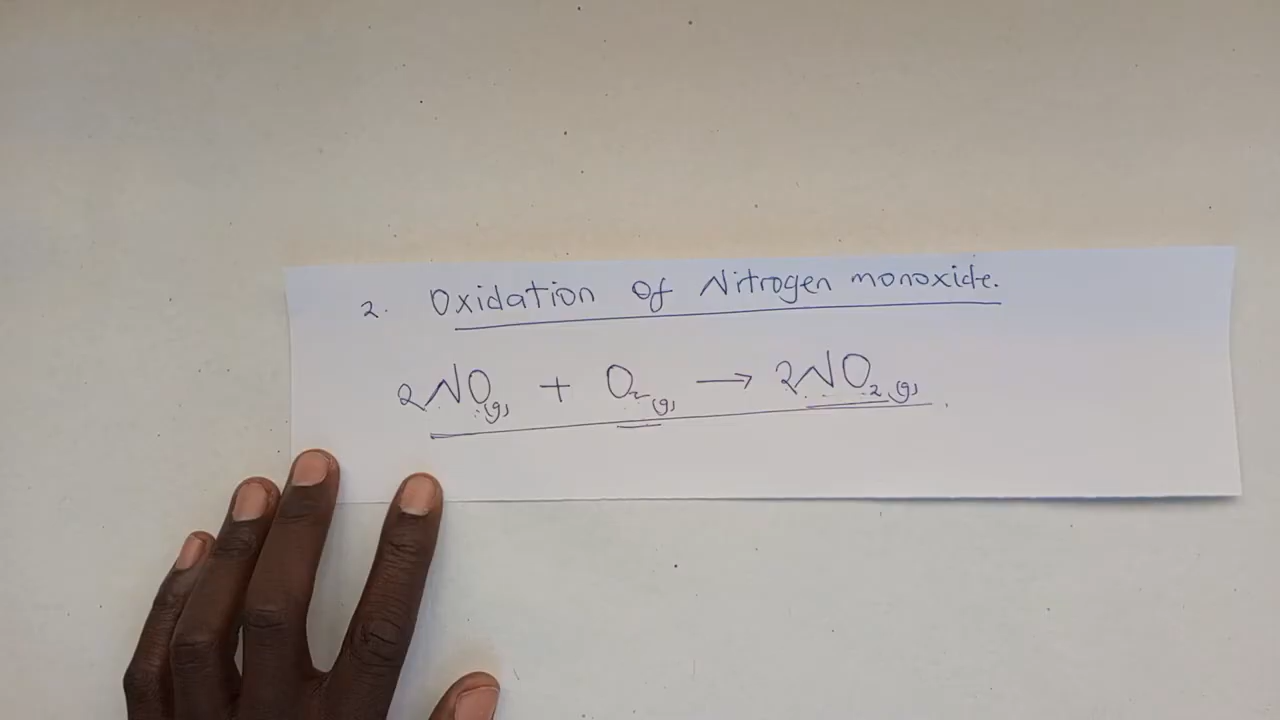 2. Oxidation of Nitrogen monoxide.
2NO(g) + O₂(g) → 2NO₂(g)